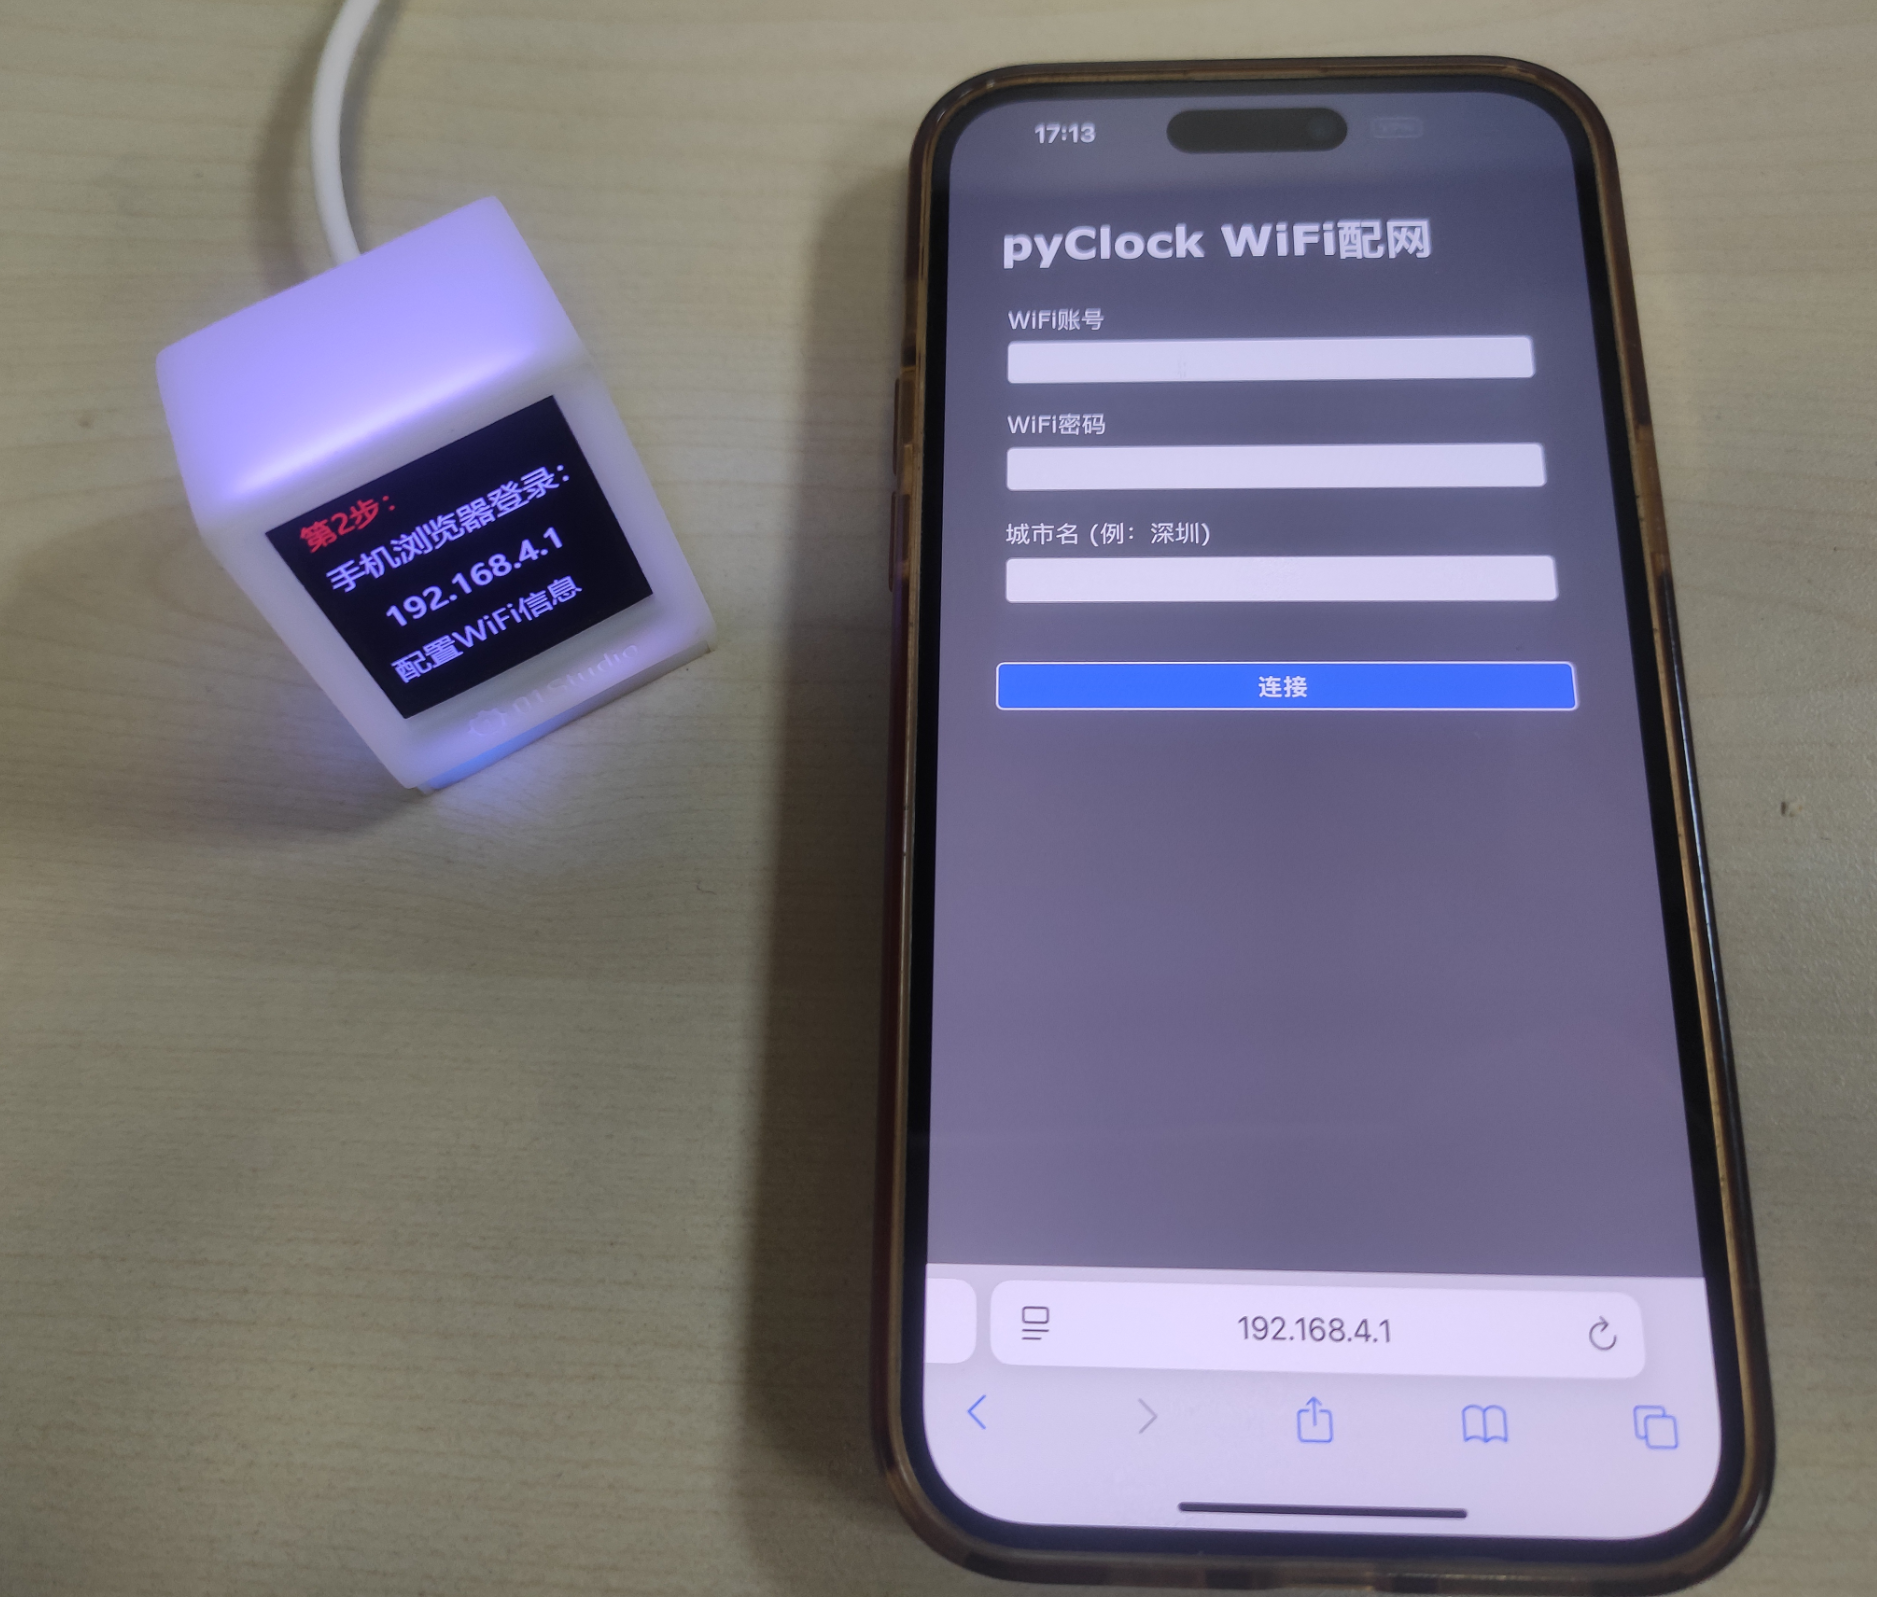 第2步：
手机浏览器登录：
192.168.4.1
配置WiFi信息
01Studio
17:13
pyClock WiFi配网
WiFi账号
WiFi密码
城市名 (例：深圳)
连接
192.168.4.1